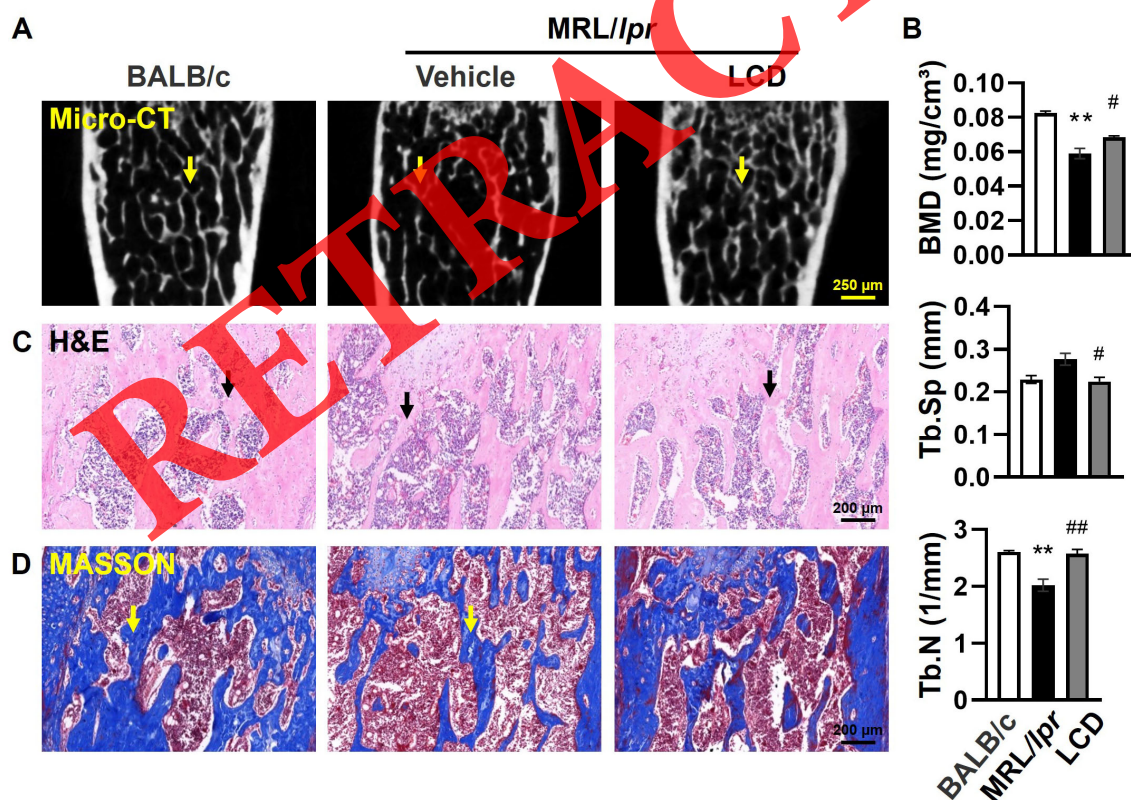 A
MRL/lpr
BALB/c
Vehicle
LCD
Micro-CT
250 μm
B
BMD (mg/cm³)
0.10
0.08
0.06
0.04
0.02
0.00
**
#
C
H&E
200 μm
Tb.Sp (mm)
0.4
0.3
0.2
0.1
0.0
#
D
MASSON
200 μm
Tb.N (1/mm)
3
2
1
0
**
##
BALB/c
MRL/lpr
LCD
RETRAC